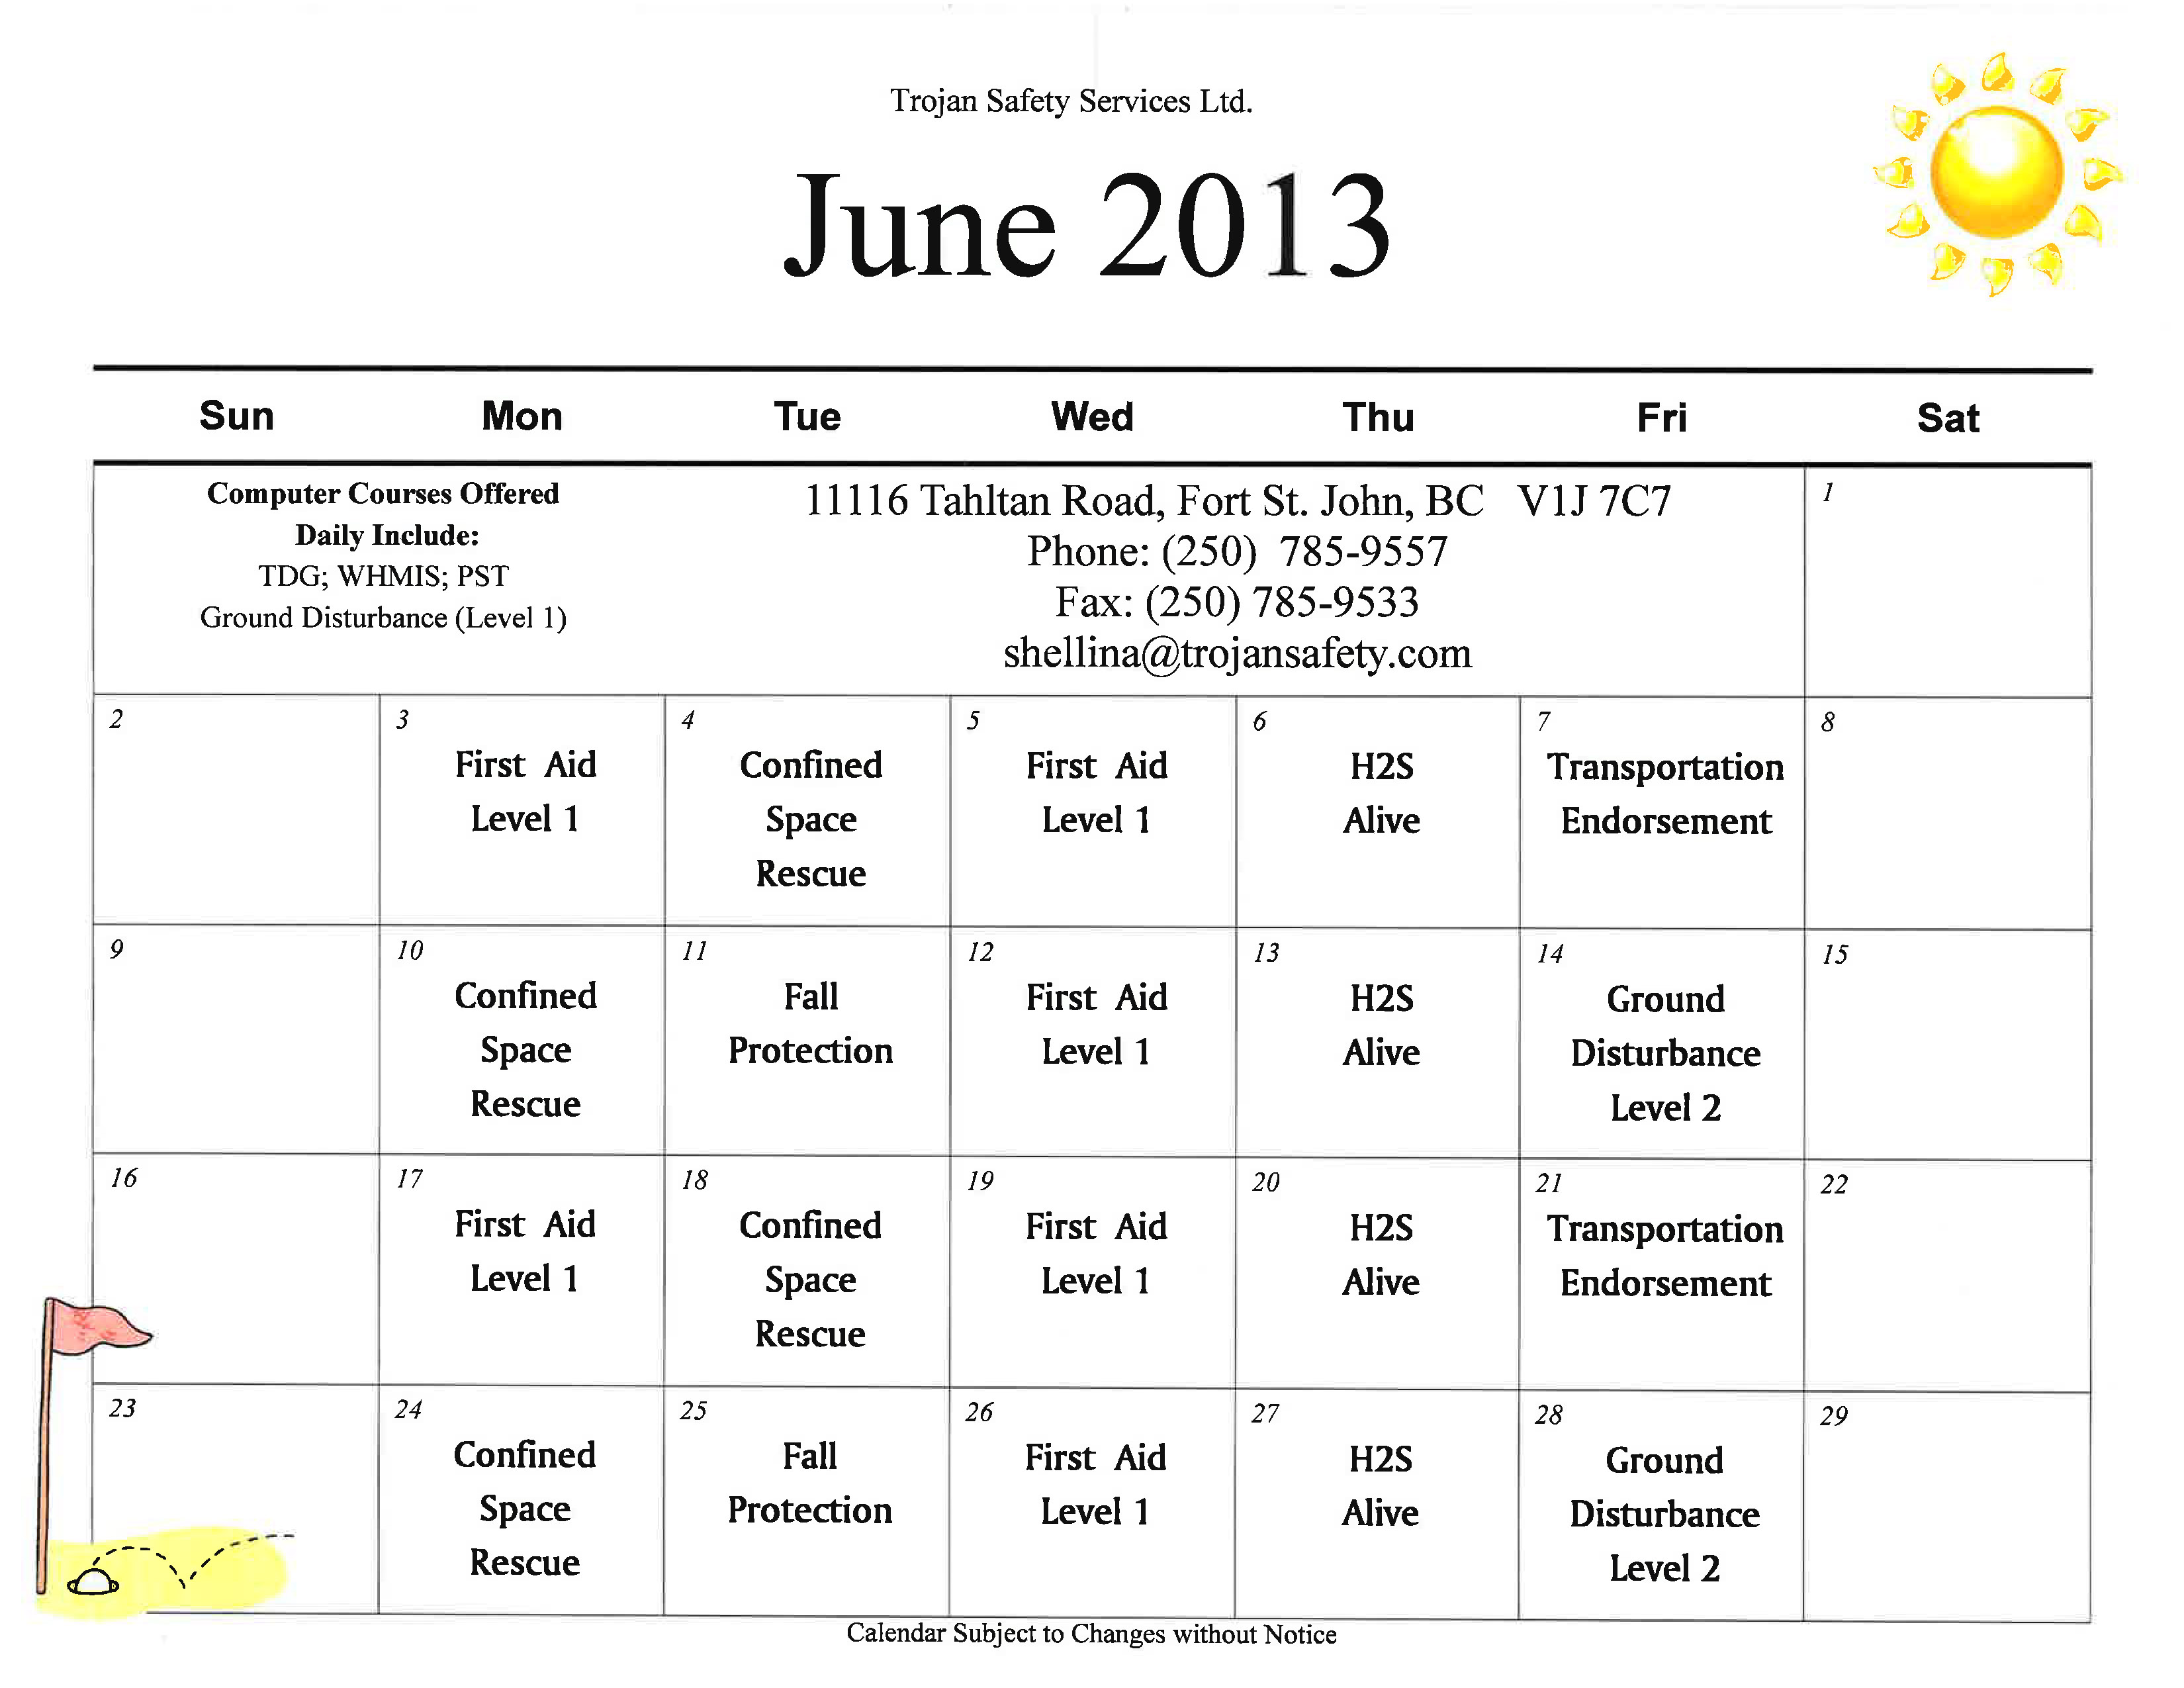 Trojan Safety Services Ltd.
June 2013
Sun Mon Tue Wed Thu Fri Sat
Computer Courses Offered
Daily Include:
TDG; WHMIS; PST
Ground Disturbance (Level 1)
11116 Tahltan Road, Fort St. John, BC V1J 7C7
Phone: (250) 785-9557
Fax: (250) 785-9533
shellina@trojansafety.com
1
2
3
First Aid
Level 1
4
Confined
Space
Rescue
5
First Aid
Level 1
6
H2S
Alive
7
Transportation
Endorsement
8
9
10
Confined
Space
Rescue
11
Fall
Protection
12
First Aid
Level 1
13
H2S
Alive
14
Ground
Disturbance
Level 2
15
16
17
First Aid
Level 1
18
Confined
Space
Rescue
19
First Aid
Level 1
20
H2S
Alive
21
Transportation
Endorsement
22
23
24
Confined
Space
Rescue
25
Fall
Protection
26
First Aid
Level 1
27
H2S
Alive
28
Ground
Disturbance
Level 2
29
Calendar Subject to Changes without Notice